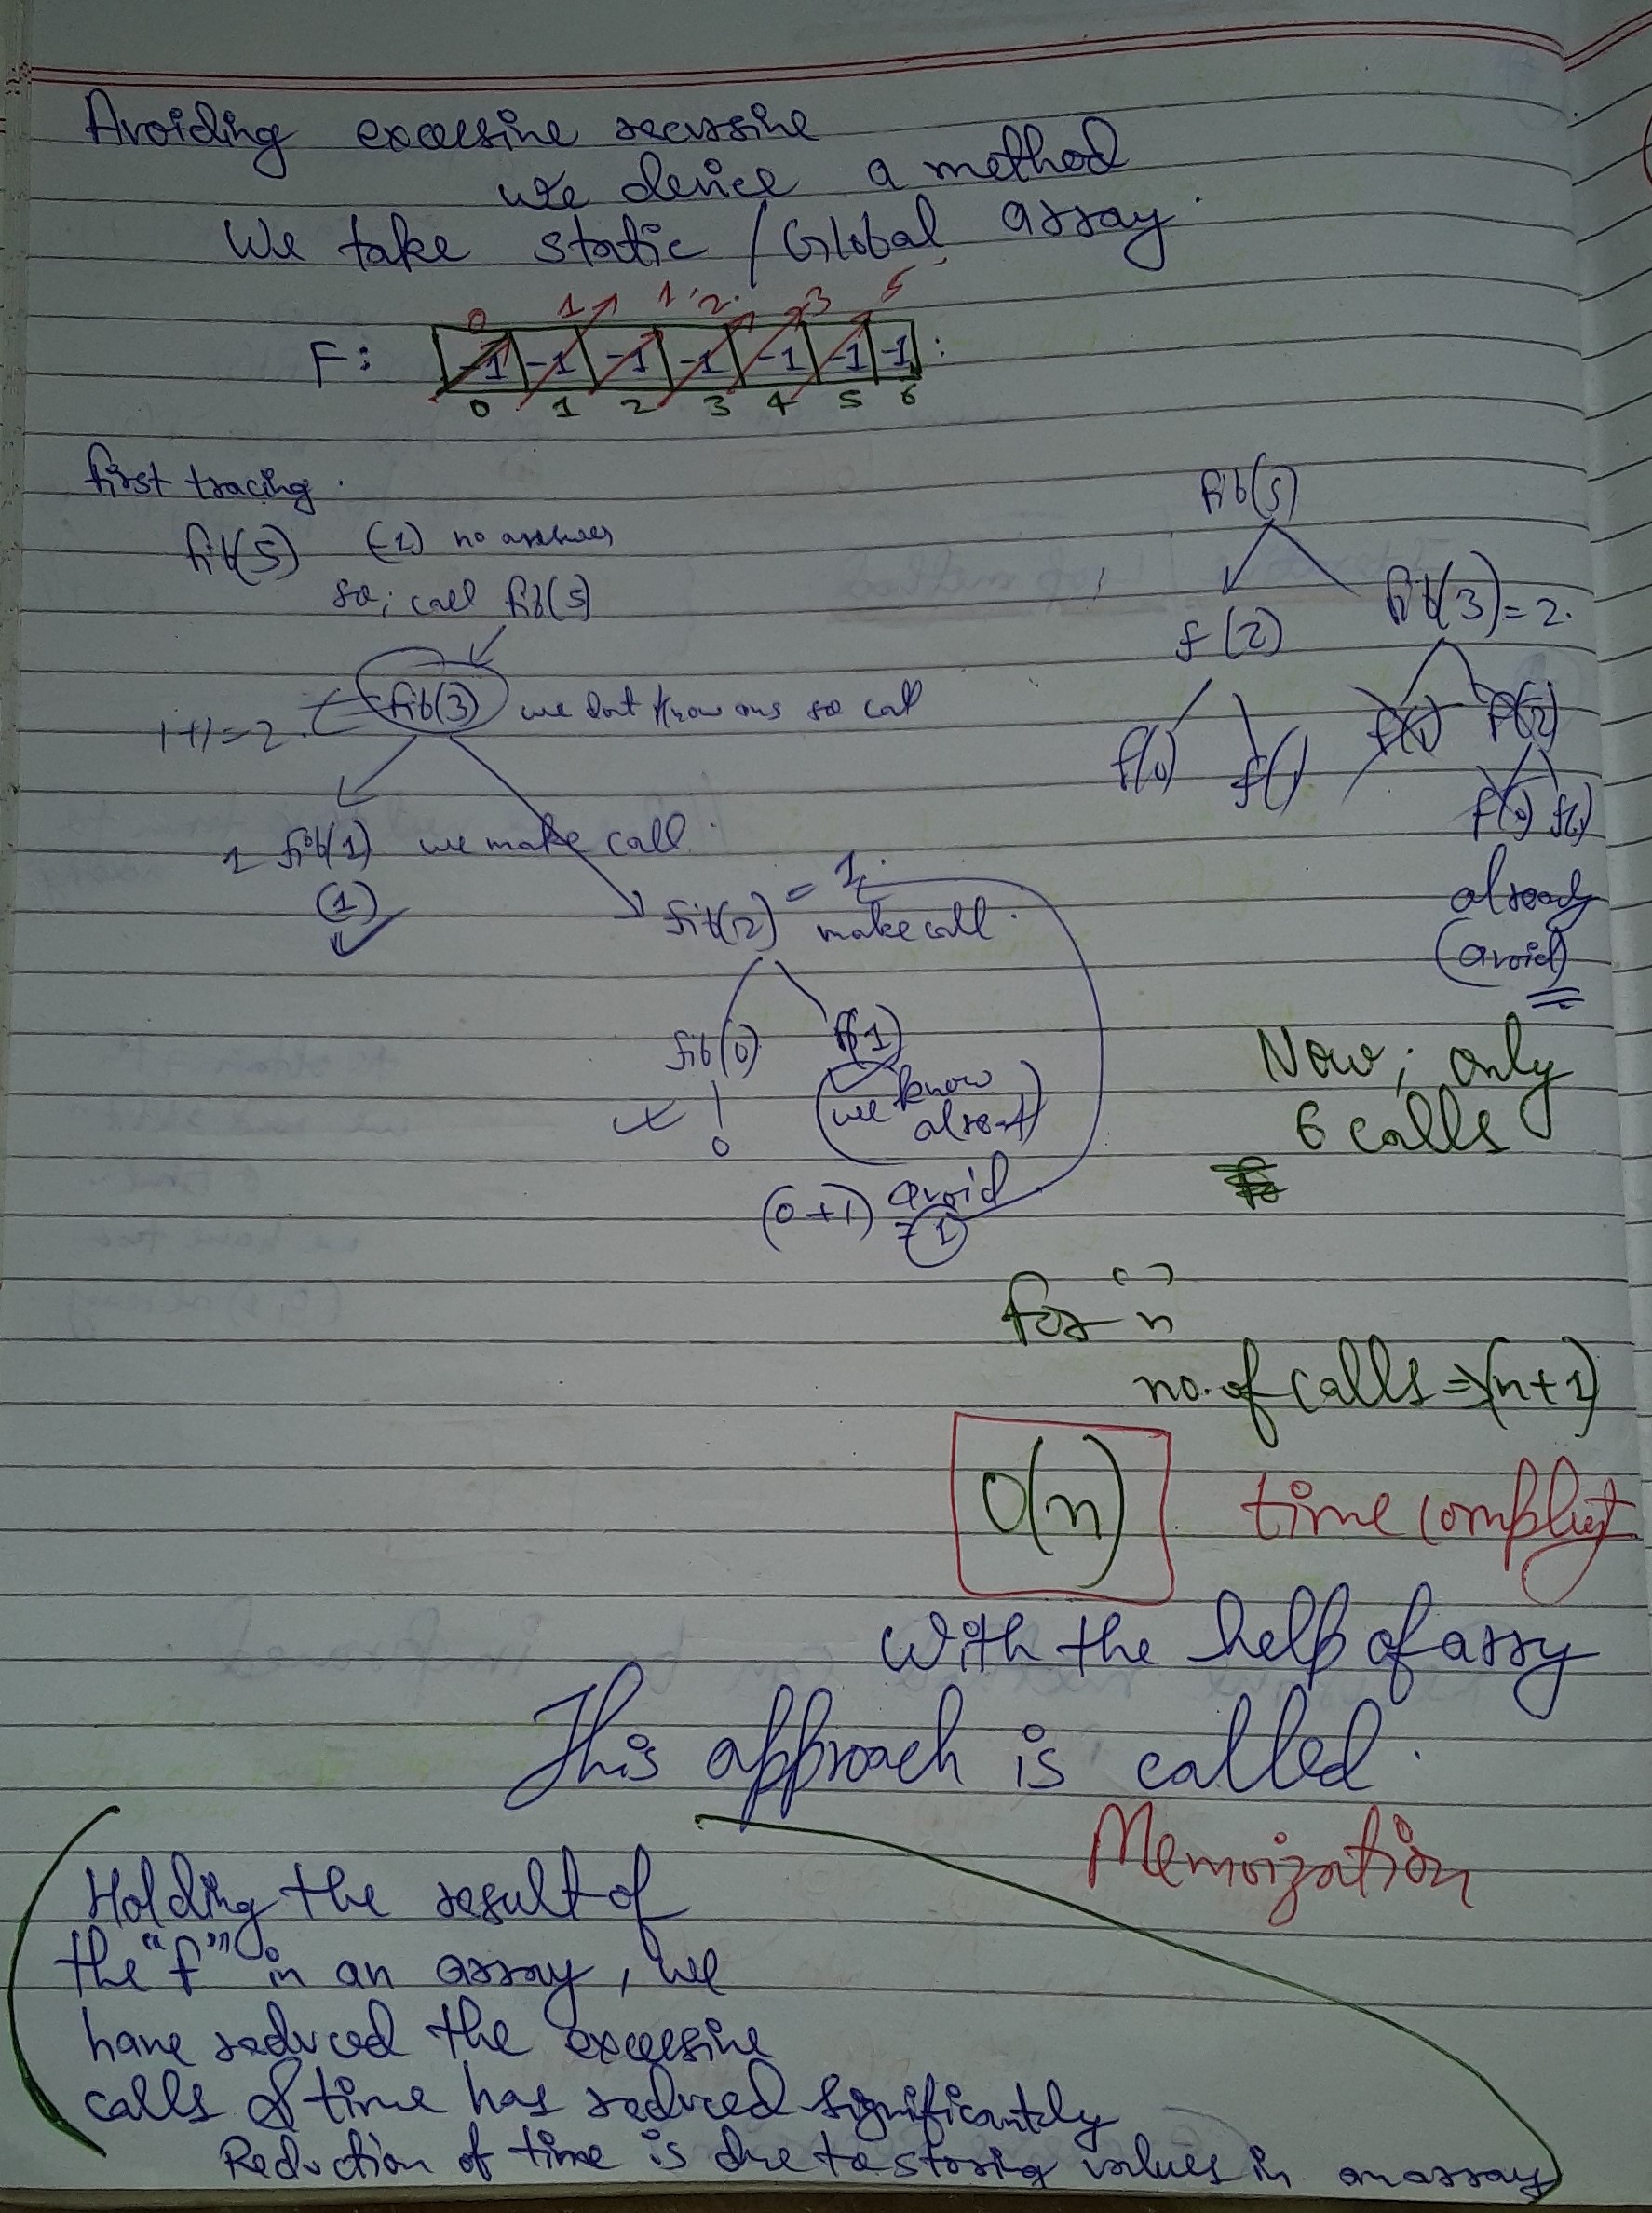 Avoiding excessive recursive
we device a method
We take static / Global array.
0 1 1 2 3 5
F: -1 -1 -1 -1 -1 -1 -1
0 1 2 3 4 5 6
first tracing.
fib(5) (-1) no answer
so; call fib(3)
fib(3) we dont know ans so call
1+1=2.
1 fib(1) we make call.
(1)
fib(2) = 1.
make call.
fib(0) f(1)
0
(we know
already)
(0+1) avoid
= 1
fib(5)
f(2) fib(3)=2.
f(0) f(1) f(1) f(2)
f(0) f(1)
already
(avoid)
Now; only
6 calls
for "n"
no. of calls => (n+1)
O(n) time complexity
with the help of array
This approach is called.
Memoization
Holding the result of
the "f" in an array, we
have reduced the excessive
calls & time has reduced significantly
Reduction of time is due to storing values in an array